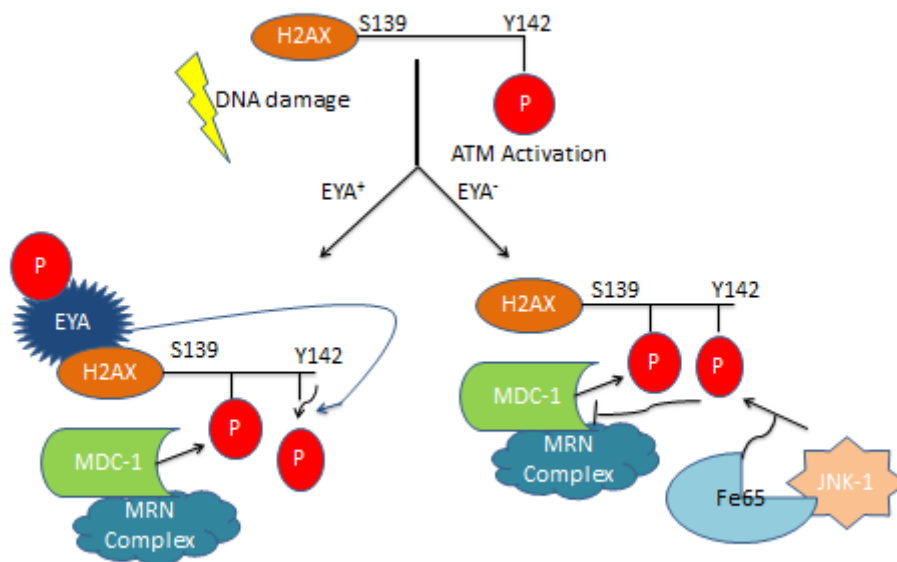 H2AX S139 Y142
DNA damage
P
ATM Activation
EYA⁺ EYA⁻
P
EYA
H2AX S139 Y142
P
P
MDC-1
MRN
Complex
H2AX S139 Y142
P P
MDC-1
MRN
Complex
Fe65 JNK-1